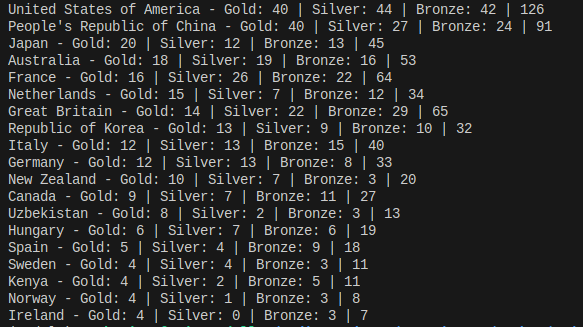 United States of America - Gold: 40 | Silver: 44 | Bronze: 42 | 126
People's Republic of China - Gold: 40 | Silver: 27 | Bronze: 24 | 91
Japan - Gold: 20 | Silver: 12 | Bronze: 13 | 45
Australia - Gold: 18 | Silver: 19 | Bronze: 16 | 53
France - Gold: 16 | Silver: 26 | Bronze: 22 | 64
Netherlands - Gold: 15 | Silver: 7 | Bronze: 12 | 34
Great Britain - Gold: 14 | Silver: 22 | Bronze: 29 | 65
Republic of Korea - Gold: 13 | Silver: 9 | Bronze: 10 | 32
Italy - Gold: 12 | Silver: 13 | Bronze: 15 | 40
Germany - Gold: 12 | Silver: 13 | Bronze: 8 | 33
New Zealand - Gold: 10 | Silver: 7 | Bronze: 3 | 20
Canada - Gold: 9 | Silver: 7 | Bronze: 11 | 27
Uzbekistan - Gold: 8 | Silver: 2 | Bronze: 3 | 13
Hungary - Gold: 6 | Silver: 7 | Bronze: 6 | 19
Spain - Gold: 5 | Silver: 4 | Bronze: 9 | 18
Sweden - Gold: 4 | Silver: 4 | Bronze: 3 | 11
Kenya - Gold: 4 | Silver: 2 | Bronze: 5 | 11
Norway - Gold: 4 | Silver: 1 | Bronze: 3 | 8
Ireland - Gold: 4 | Silver: 0 | Bronze: 3 | 7